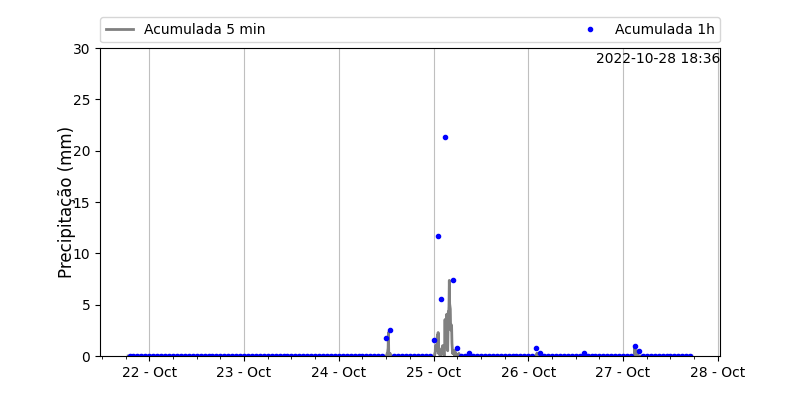 Acumulada 5 min
Acumulada 1h
2022-10-28 18:36
Precipitação (mm)
30
25
20
15
10
5
0
22 - Oct
23 - Oct
24 - Oct
25 - Oct
26 - Oct
27 - Oct
28 - Oct